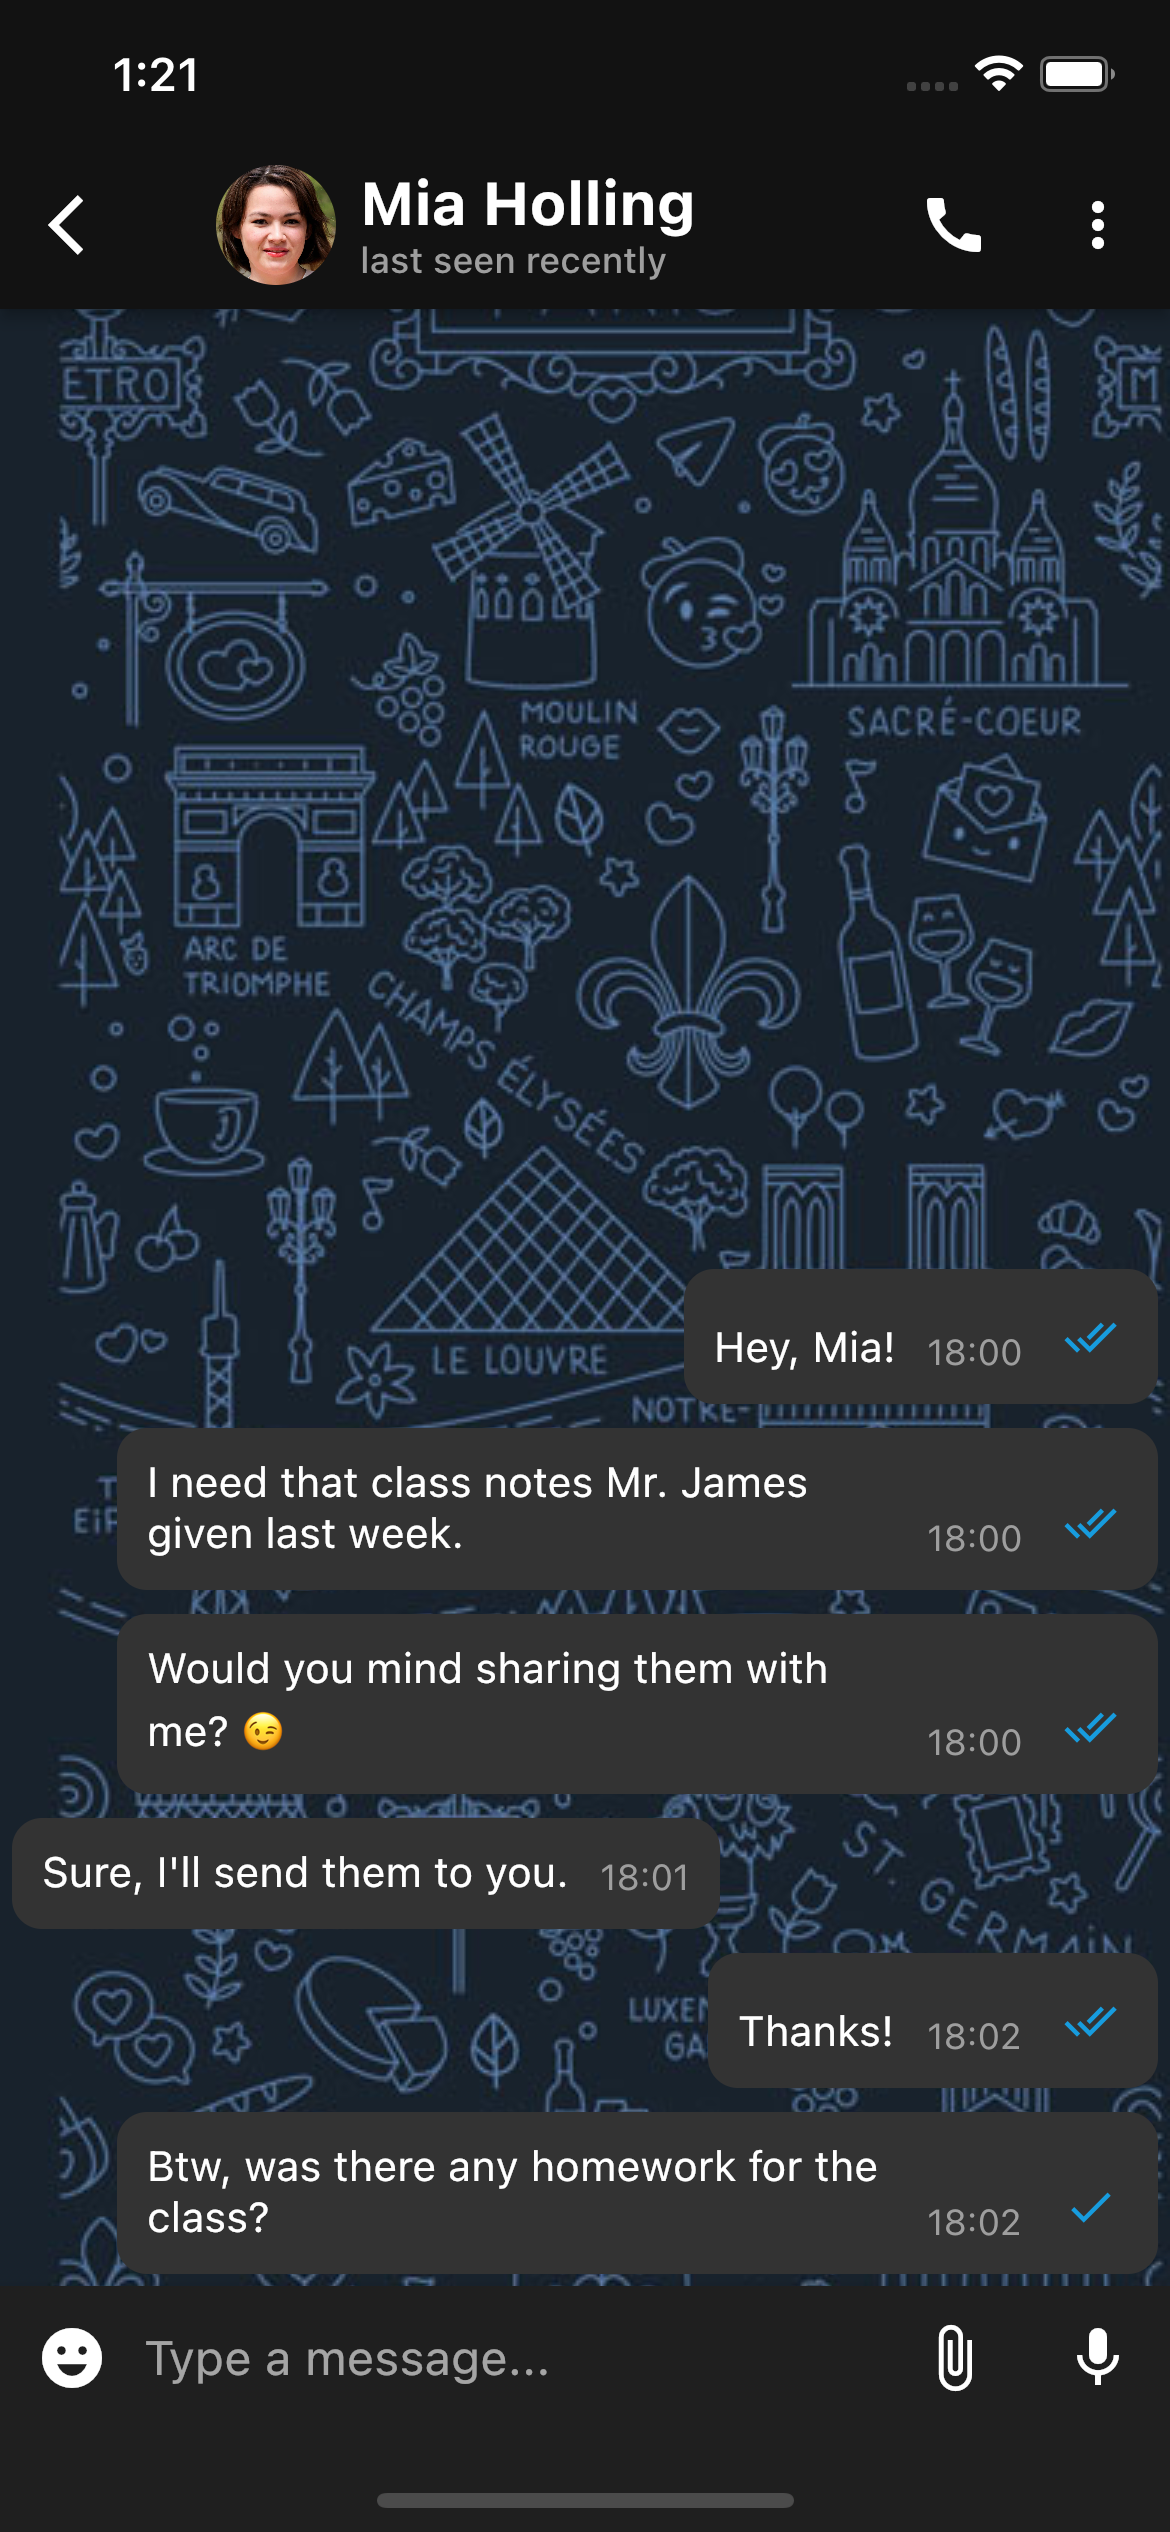 1:21
Mia Holling
last seen recently
ETRO
M
MOULIN
ROUGE
SACRÉ-COEUR
ARC DE
TRIOMPHE
CHAMPS ÉLYSÉES
LE LOUVRE
NOTRE-
Hey, Mia! 18:00
I need that class notes Mr. James
given last week. 18:00
Would you mind sharing them with
me? 😉 18:00
Sure, I'll send them to you. 18:01
ST. GERMAIN
LUXEM
GA
Thanks! 18:02
Btw, was there any homework for the
class? 18:02
Type a message...